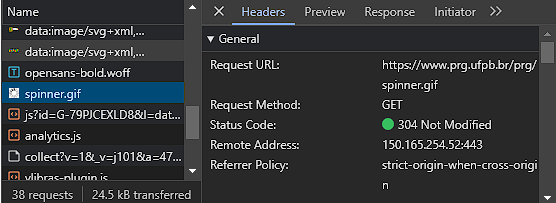 Name
data:image/svg+xml,...
data:image/svg+xml,...
opensans-bold.woff
spinner.gif
js?id=G-79PJCEXLD8&l=dat...
analytics.js
collect?v=1&_v=j101&a=47...
vlibras-plugin.js
38 requests
24.5 kB transferred
Headers
Preview
Response
Initiator
General
Request URL:
https://www.prg.ufpb.br/prg/
spinner.gif
Request Method:
GET
Status Code:
304 Not Modified
Remote Address:
150.165.254.52:443
Referrer Policy:
strict-origin-when-cross-origi
n